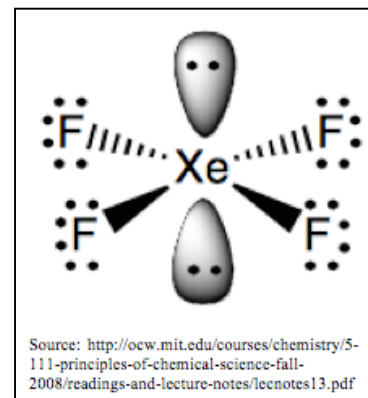 F F
Xe
F F
Source: http://ocw.mit.edu/courses/chemistry/5-
111-principles-of-chemical-science-fall-
2008/readings-and-lecture-notes/lecnotes13.pdf